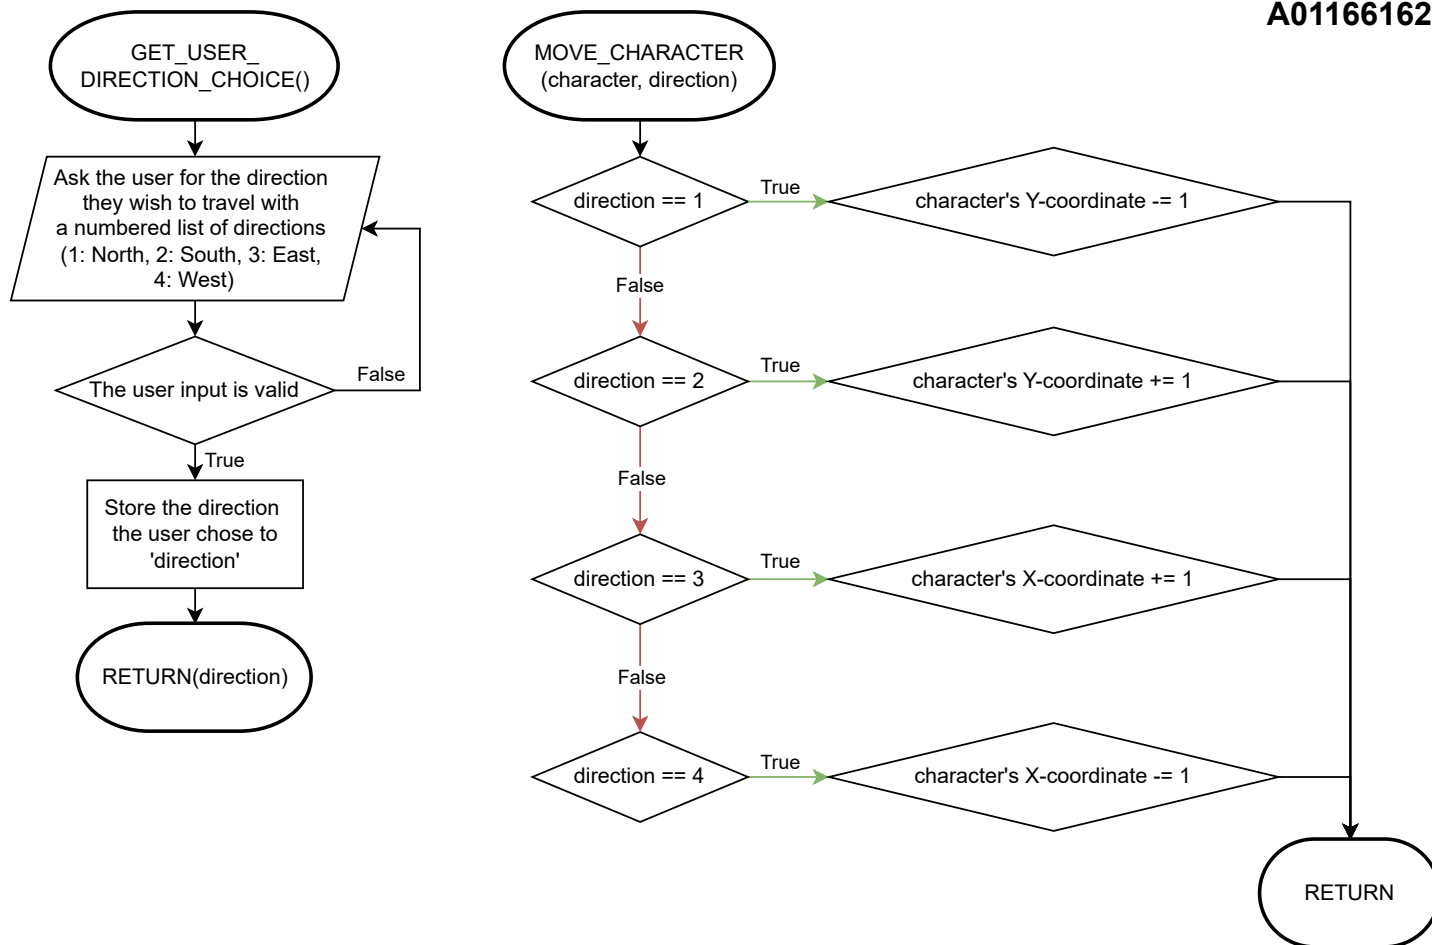 A01166162
GET_USER_
DIRECTION_CHOICE()
Ask the user for the direction
they wish to travel with
a numbered list of directions
(1: North, 2: South, 3: East,
4: West)
The user input is valid
False
True
Store the direction
the user chose to
'direction'
RETURN(direction)
MOVE_CHARACTER
(character, direction)
direction == 1
True
character's Y-coordinate -= 1
False
direction == 2
True
character's Y-coordinate += 1
False
direction == 3
True
character's X-coordinate += 1
False
direction == 4
True
character's X-coordinate -= 1
RETURN